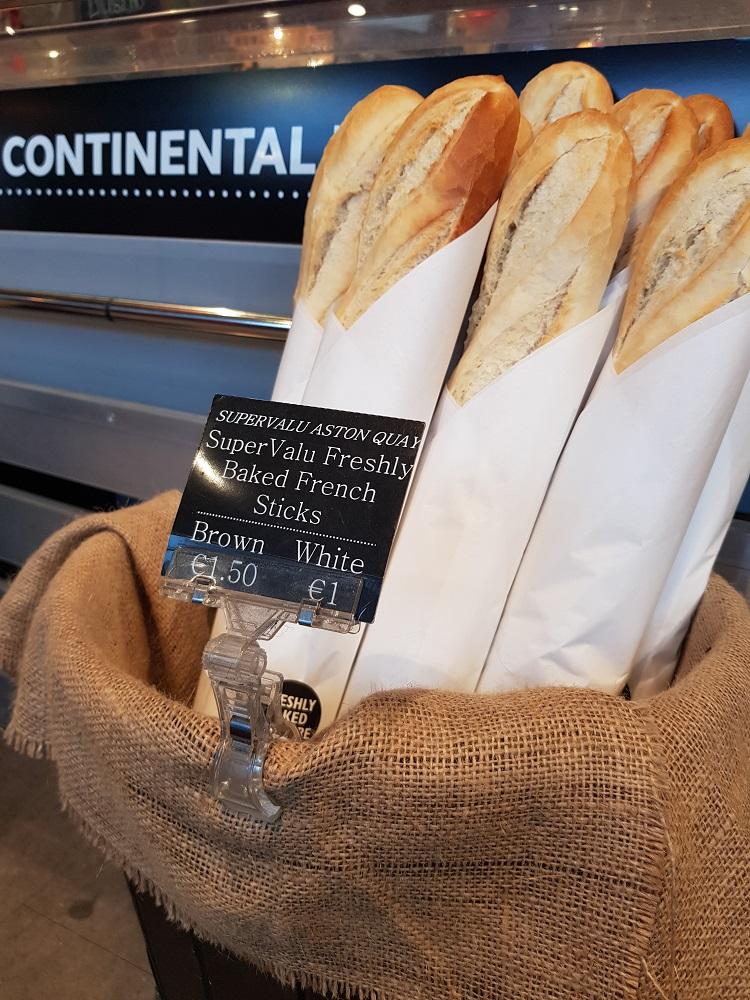 CONTINENTAL
SUPERVALU ASTON QUAY
SuperValu Freshly
Baked French
Sticks
Brown White
€1.50 €1